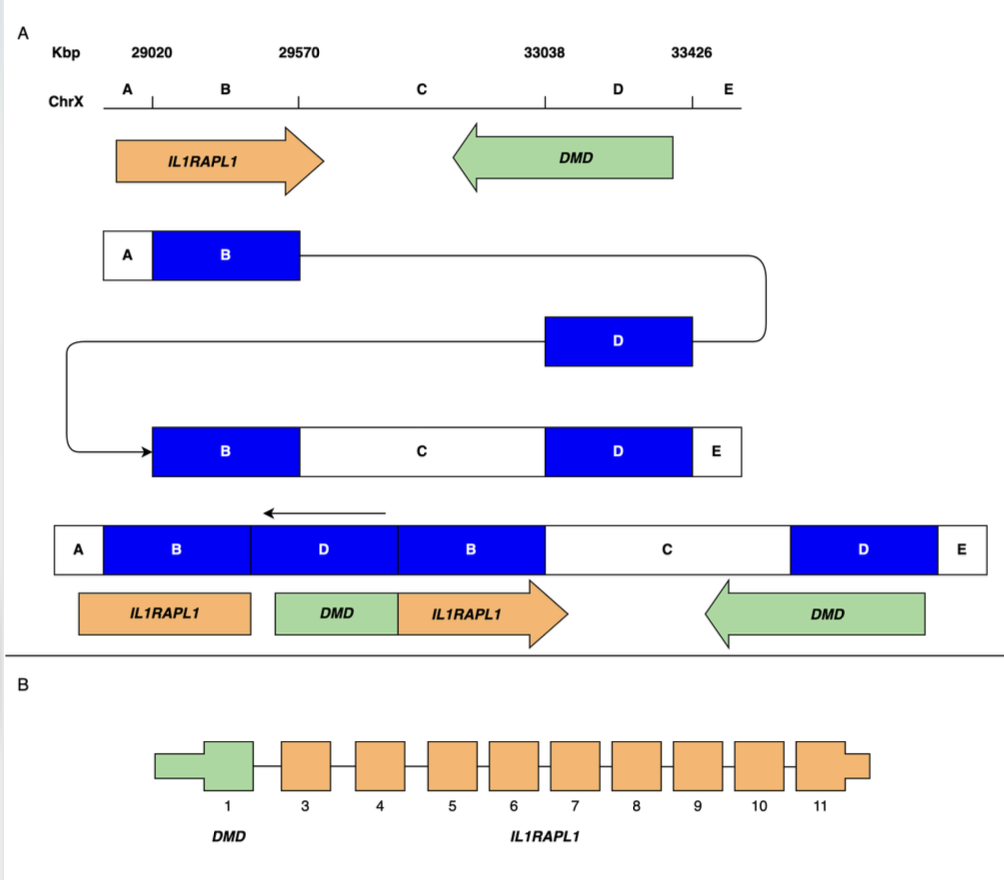 A
Kbp 29020 29570 33038 33426
A B C D E
ChrX
IL1RAPL1 DMD
A B
D
B C D E
A B D B C D E
IL1RAPL1 DMD IL1RAPL1 DMD
B
1 3 4 5 6 7 8 9 10 11
DMD IL1RAPL1